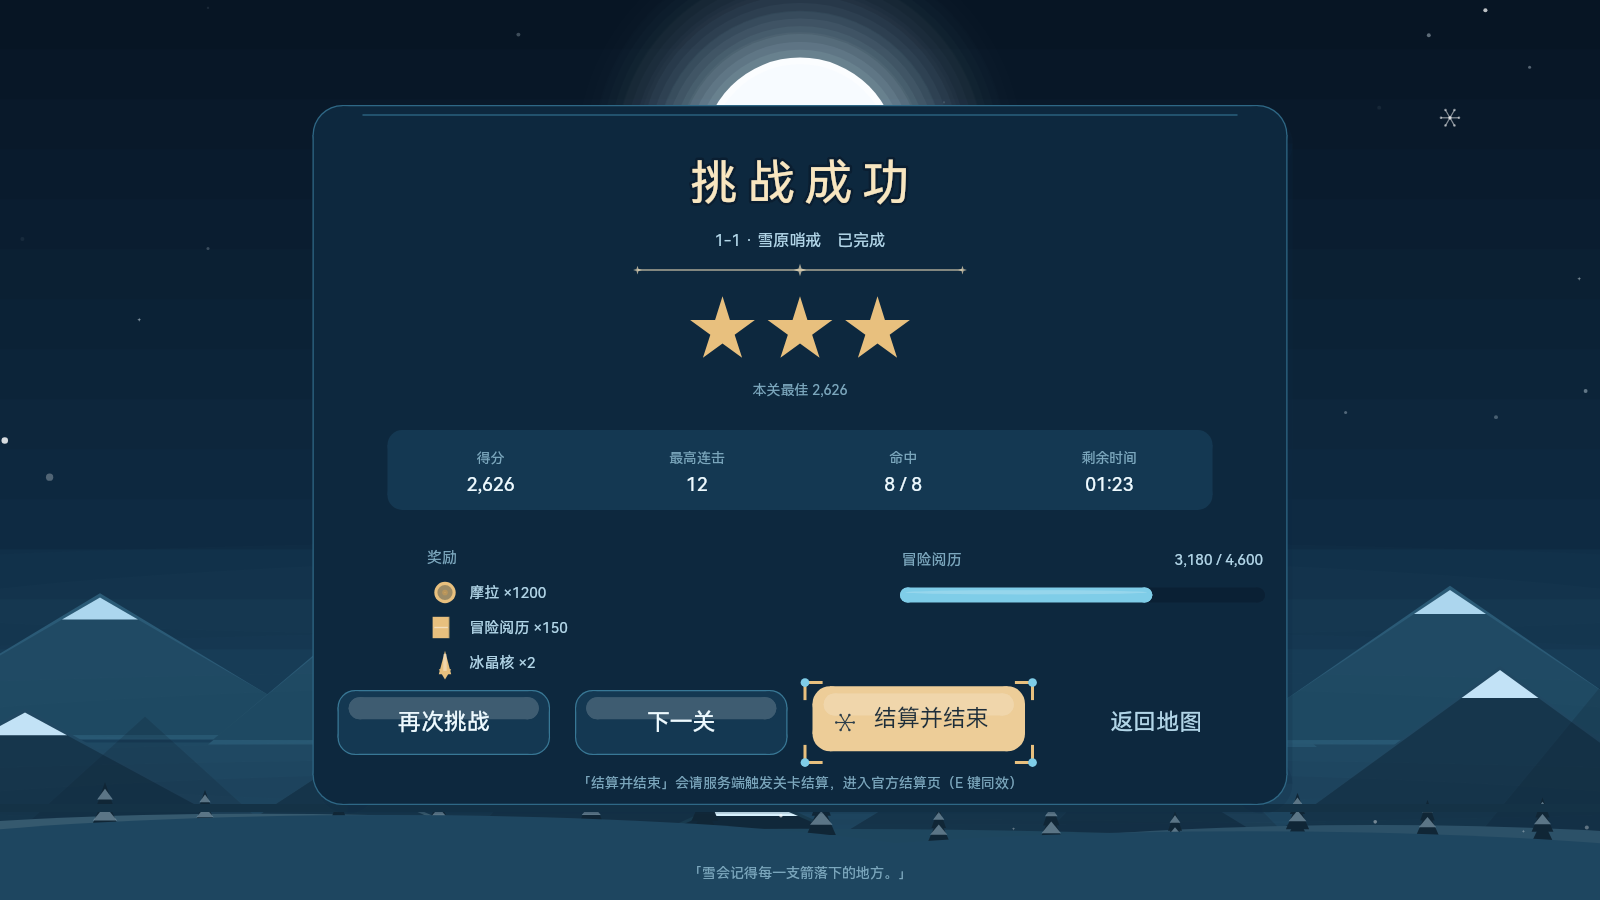 挑战成功
1-1 · 雪原哨戒 已完成
本关最佳 2,626
得分 最高连击 命中 剩余时间
2,626 12 8 / 8 01:23
奖励
摩拉 ×1200
冒险阅历 ×150
冰晶核 ×2
冒险阅历 3,180 / 4,600
再次挑战 下一关 结算并结束 返回地图
「结算并结束」会请服务端触发关卡结算，进入官方结算页（E 键同效）
「雪会记得每一支箭落下的地方。」